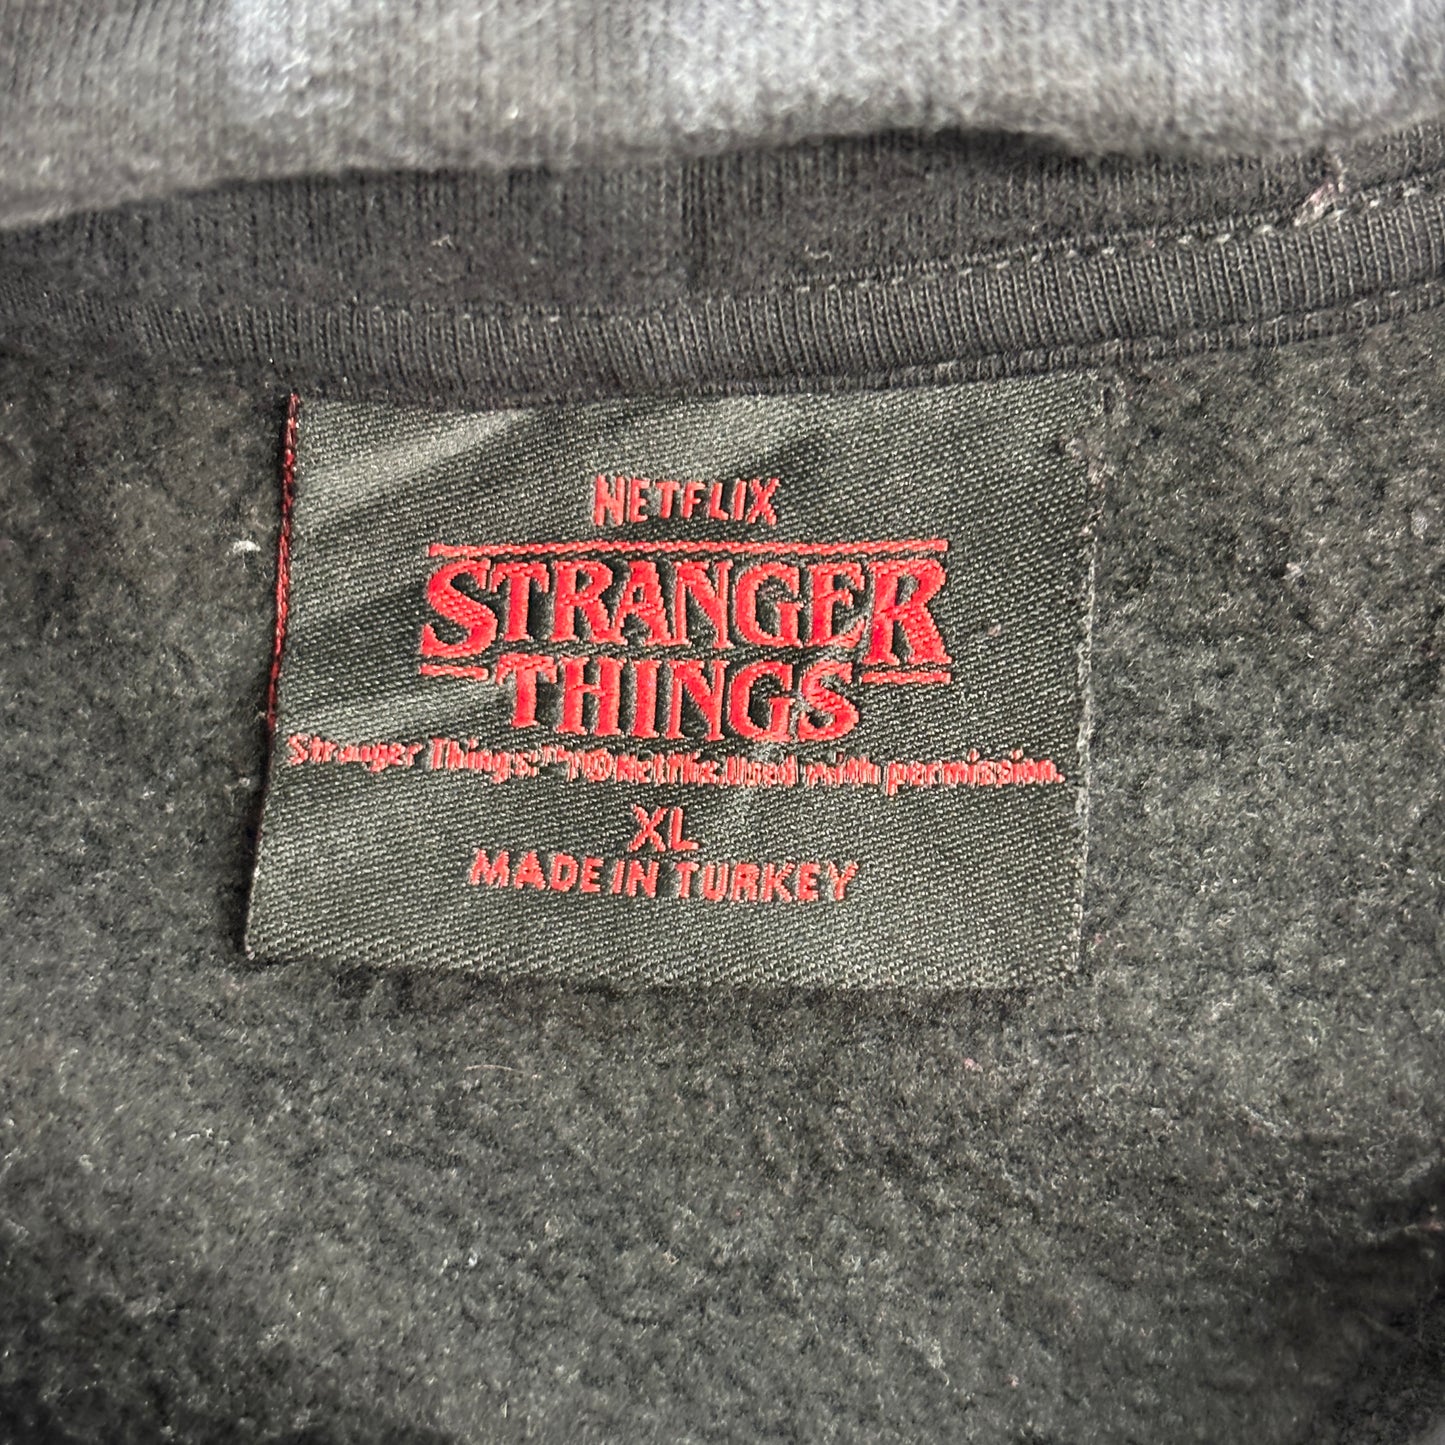 NETFLIX
STRANGER
THINGS
Stranger Things:™/©Netflix.Used with permission.
XL
MADE IN TURKEY